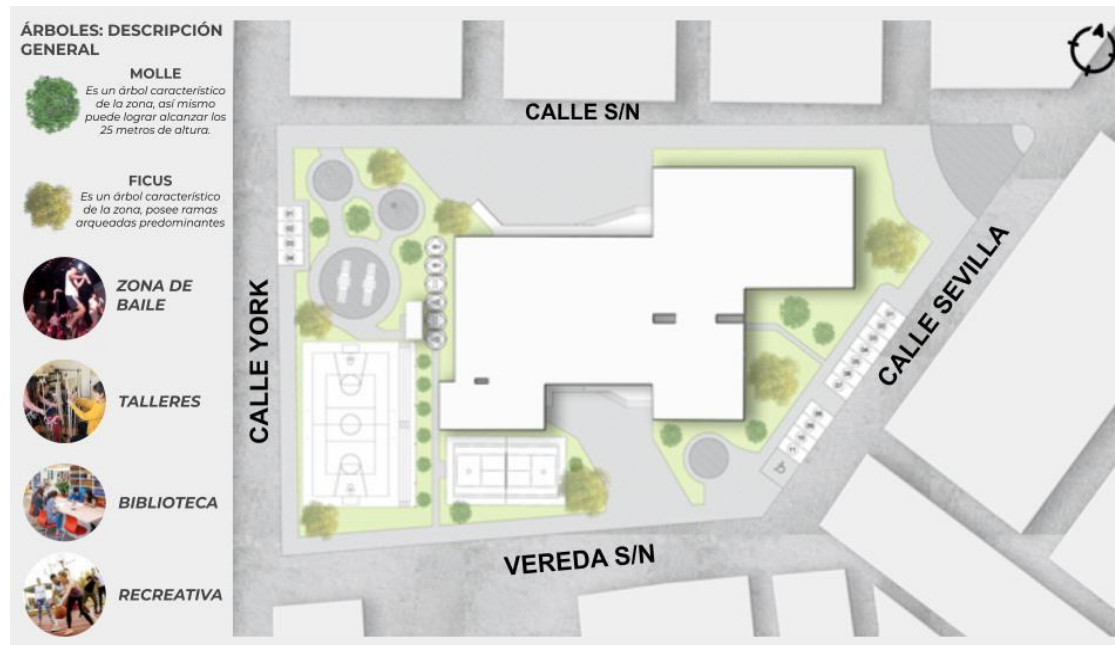 ÁRBOLES: DESCRIPCIÓN
GENERAL
MOLLE
Es un árbol característico
de la zona, así mismo
puede lograr alcanzar los
25 metros de altura.
FICUS
Es un árbol característico
de la zona, posee ramas
arqueadas predominantes
ZONA DE
BAILE
TALLERES
BIBLIOTECA
RECREATIVA
CALLE S/N
CALLE YORK
CALLE SEVILLA
VEREDA S/N